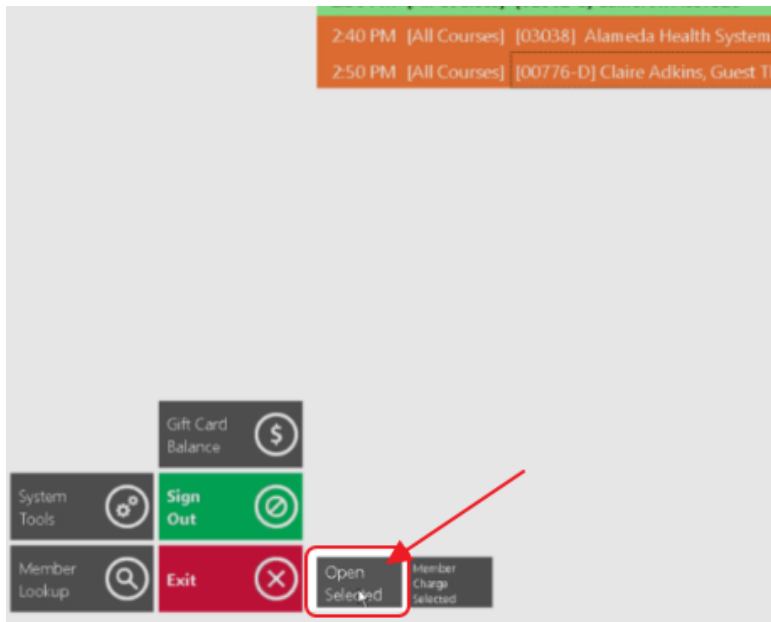 2:40 PM [All Courses] [03038] Alameda Health System
2:50 PM [All Courses] [00776-D] Claire Adkins, Guest
Gift Card
Balance
System
Tools
Sign
Out
Member
Lookup
Exit
Open
Selected
Member
Charge
Selected